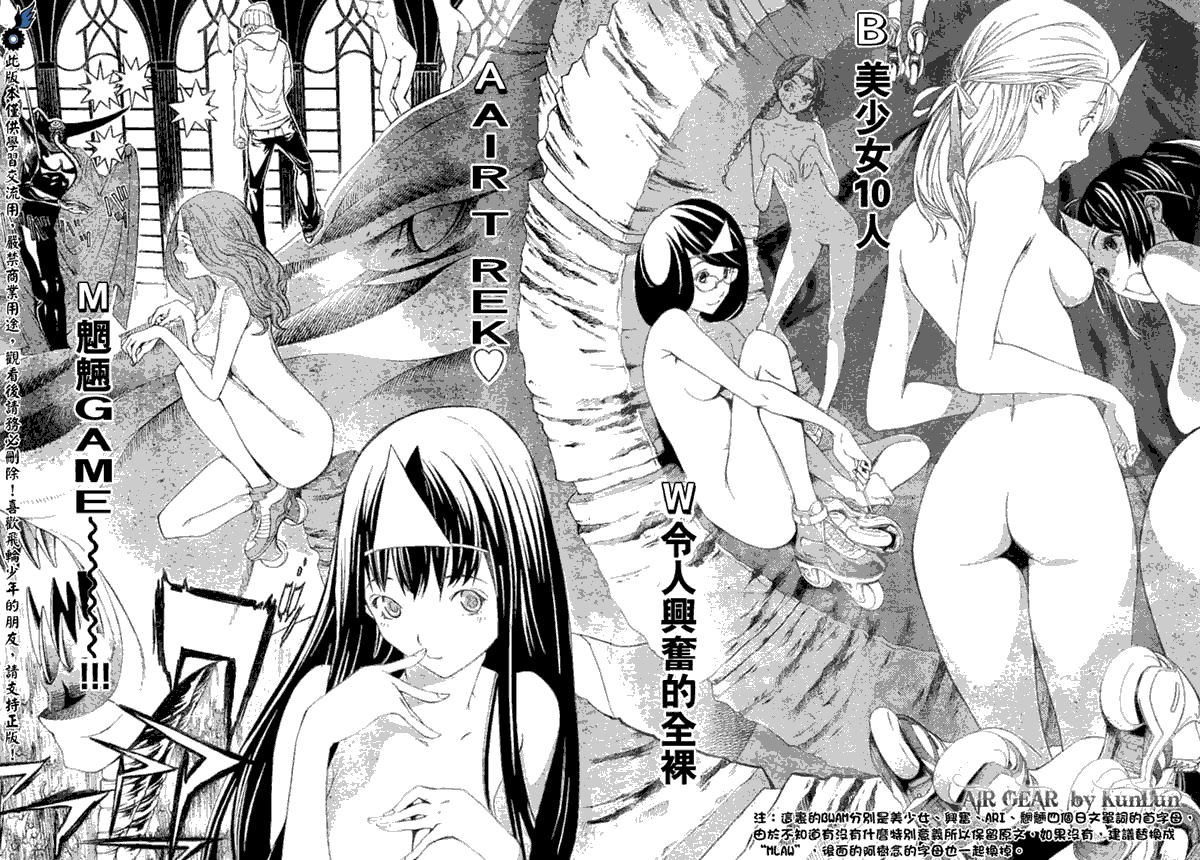 B 美少女10人
W令人興奮的全裸
A AIR TREK♡
M魍魎GAME~~~!!!
此版本僅供學習交流用，嚴禁商業用途，觀看後請務必刪除！喜歡飛輪少年的朋友，請支持正版！
AIR GEAR by KunLun
注：這裏的BWAM分別是美少女、興奮、ARI、魍魎四個日文單詞的首字母，
由於不知道有沒有什麼特別意義所以保留原文。如果沒有，建議替換成
“MLAW”，後面的阿樹念的字母也一起換掉。